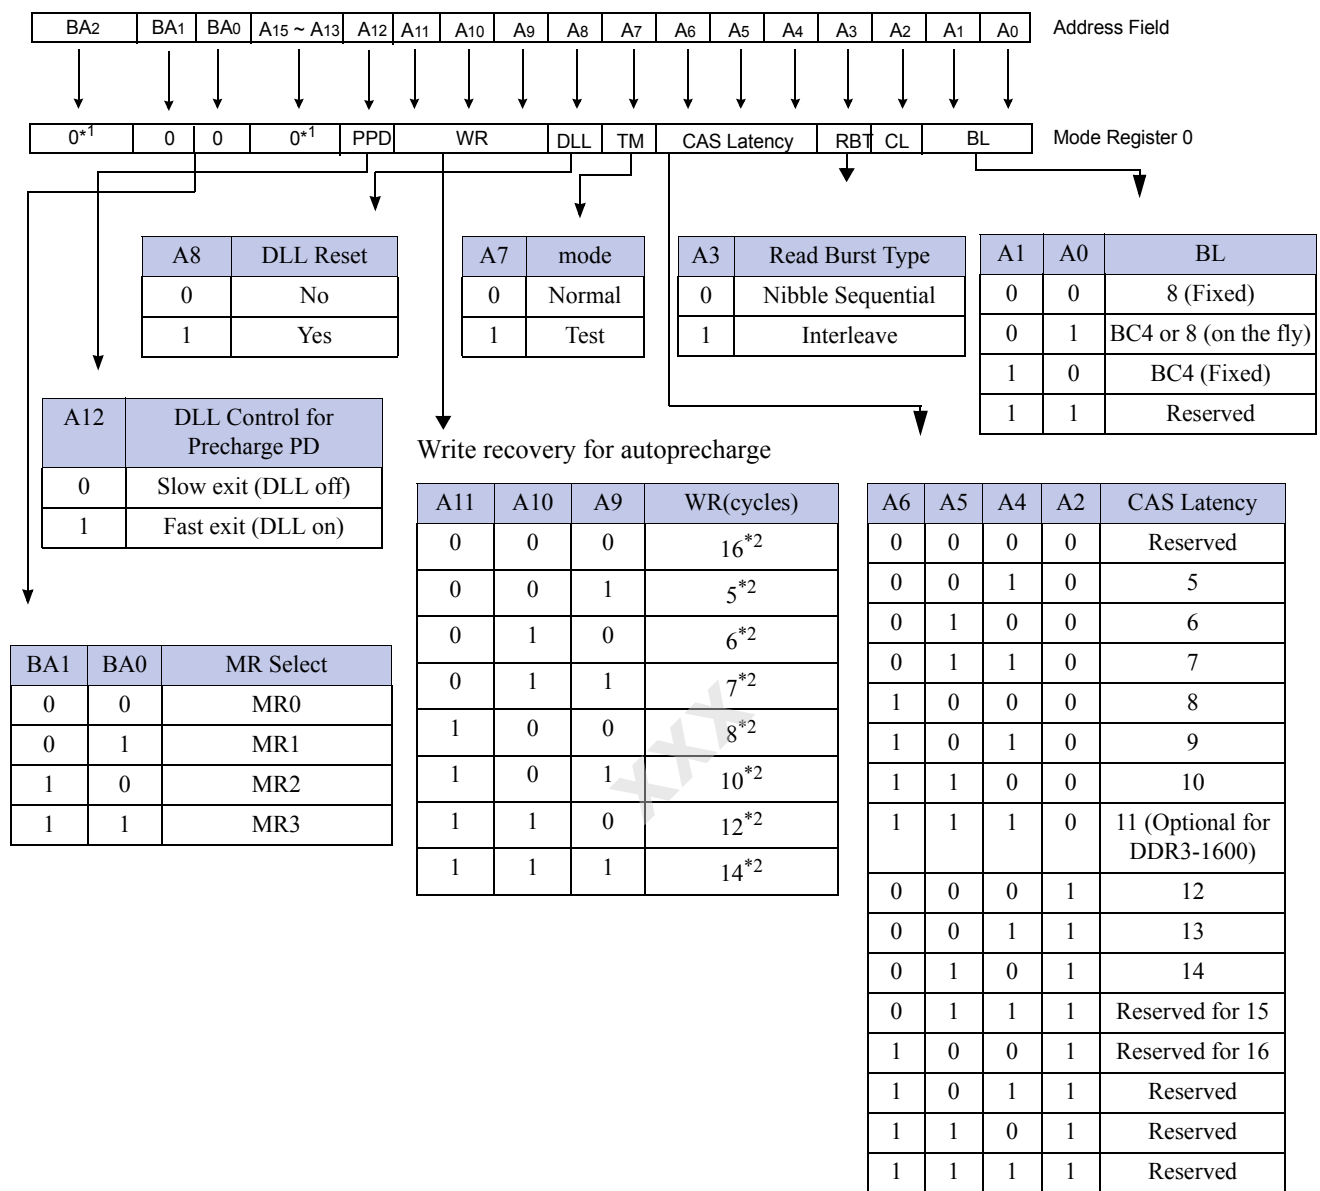 BA2 BA1 BA0 A15 ~ A13 A12 A11 A10 A9 A8 A7 A6 A5 A4 A3 A2 A1 A0 Address Field
0*1 0 0 0*1 PPD WR DLL TM CAS Latency RBT CL BL Mode Register 0
A8 DLL Reset
0 No
1 Yes
A7 mode
0 Normal
1 Test
A3 Read Burst Type
0 Nibble Sequential
1 Interleave
A1 A0 BL
0 0 8 (Fixed)
0 1 BC4 or 8 (on the fly)
1 0 BC4 (Fixed)
1 1 Reserved
A12 DLL Control for
Precharge PD
0 Slow exit (DLL off)
1 Fast exit (DLL on)
BA1 BA0 MR Select
0 0 MR0
0 1 MR1
1 0 MR2
1 1 MR3
Write recovery for autoprecharge
A11 A10 A9 WR(cycles)
0 0 0 16*2
0 0 1 5*2
0 1 0 6*2
0 1 1 7*2
1 0 0 8*2
1 0 1 10*2
1 1 0 12*2
1 1 1 14*2
xxx
A6 A5 A4 A2 CAS Latency
0 0 0 0 Reserved
0 0 1 0 5
0 1 0 0 6
0 1 1 0 7
1 0 0 0 8
1 0 1 0 9
1 1 0 0 10
1 1 1 0 11 (Optional for
DDR3-1600)
0 0 0 1 12
0 0 1 1 13
0 1 0 1 14
0 1 1 1 Reserved for 15
1 0 0 1 Reserved for 16
1 0 1 1 Reserved
1 1 0 1 Reserved
1 1 1 1 Reserved